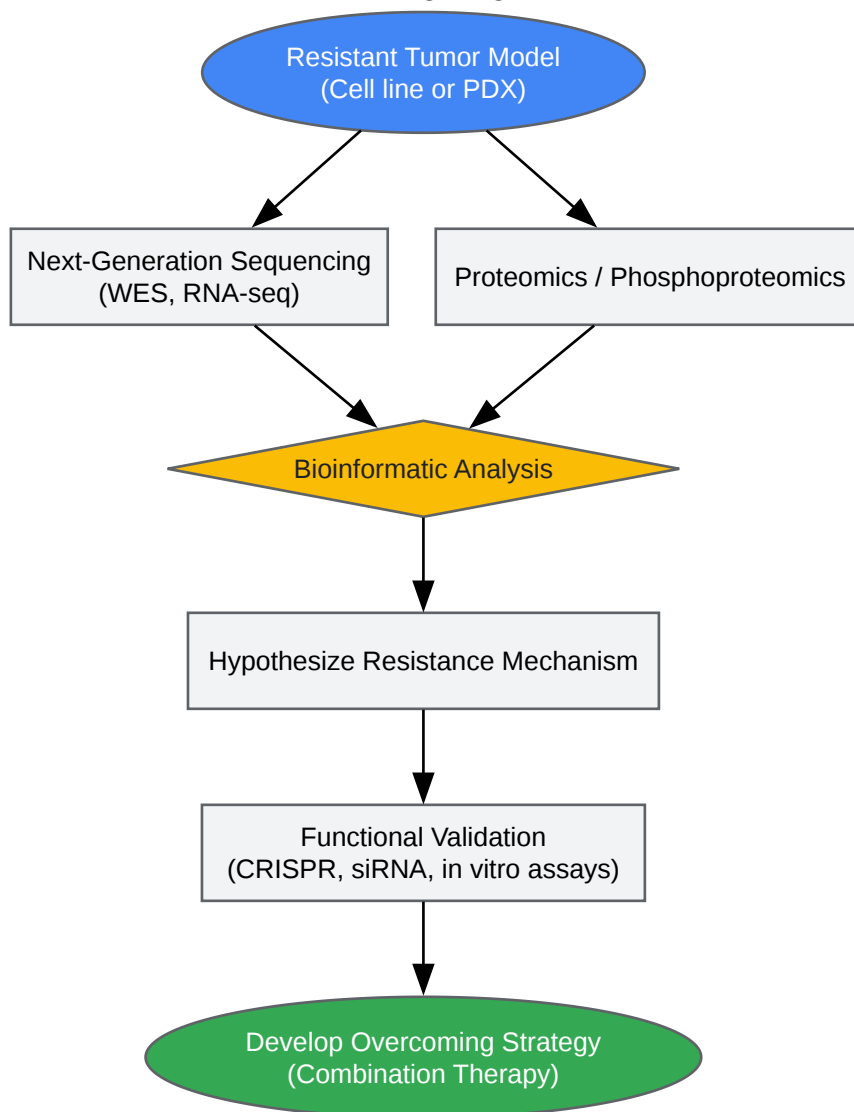 Resistant Tumor Model
(Cell line or PDX)
Next-Generation Sequencing
(WES, RNA-seq)
Proteomics / Phosphoproteomics
Bioinformatic Analysis
Hypothesize Resistance Mechanism
Functional Validation
(CRISPR, siRNA, in vitro assays)
Develop Overcoming Strategy
(Combination Therapy)